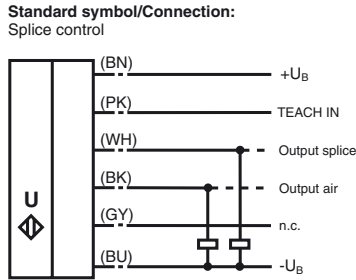 Standard symbol/Connection:
Splice control
(BN)
+UB
(PK)
TEACH IN
(WH)
Output splice
(BK)
Output air
U
(GY)
n.c.
(BU)
-UB